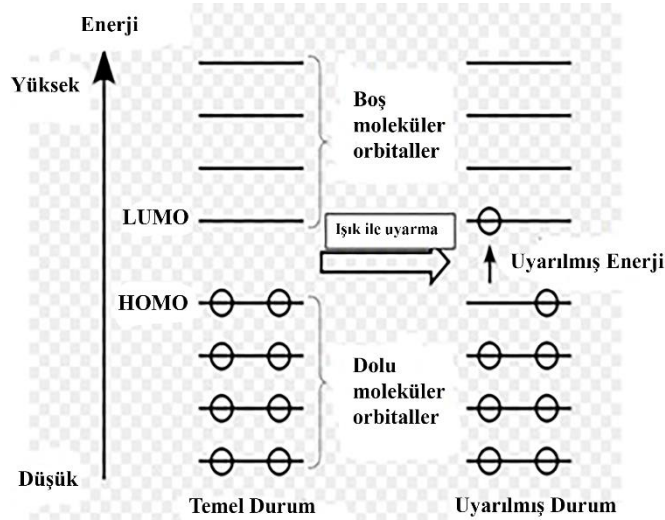 Enerji
Yüksek
Boş
moleküler
orbitaller
LUMO
Işık ile uyarma
Uyarılmış Enerji
HOMO
Dolu
moleküler
orbitaller
Düşük
Temel Durum
Uyarılmış Durum